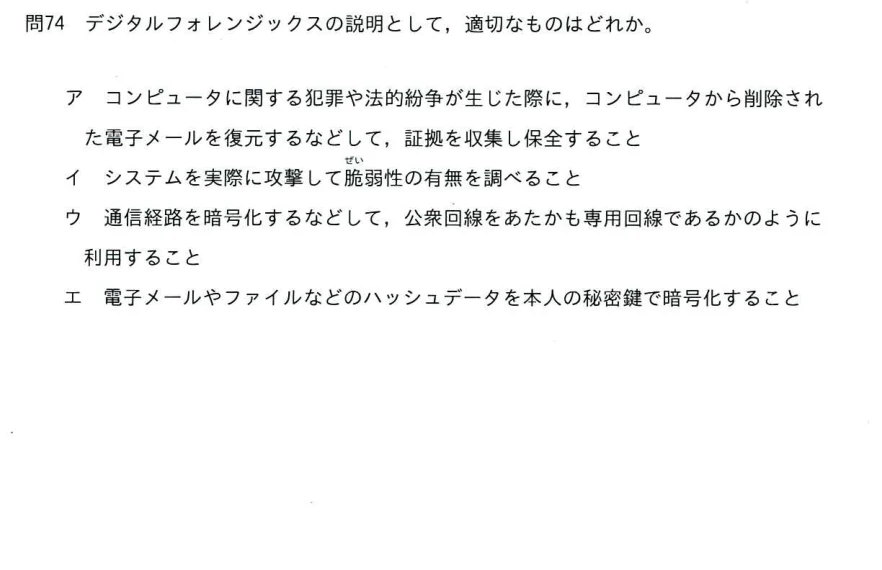 問74 デジタルフォレンジックスの説明として，適切なものはどれか。
ア コンピュータに関する犯罪や法的紛争が生じた際に，コンピュータから削除され
た電子メールを復元するなどして，証拠を収集し保全すること
ぜい
イ システムを実際に攻撃して脆弱性の有無を調べること
ウ 通信経路を暗号化するなどして，公衆回線をあたかも専用回線であるかのように
利用すること
エ 電子メールやファイルなどのハッシュデータを本人の秘密鍵で暗号化すること